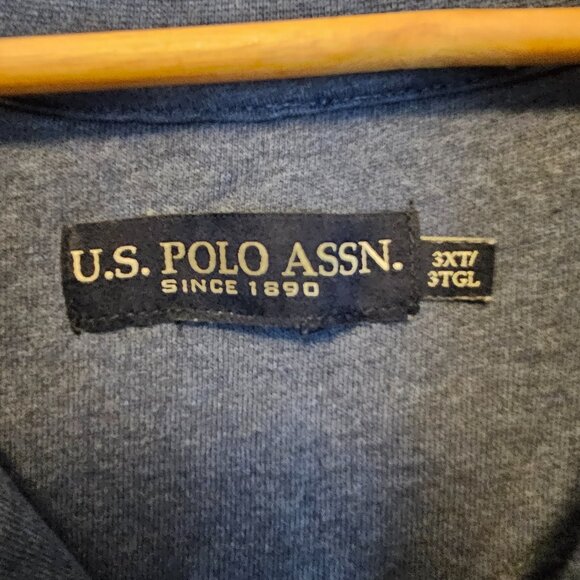 U.S. POLO ASSN.
SINCE 1890
3XT/
3TGL